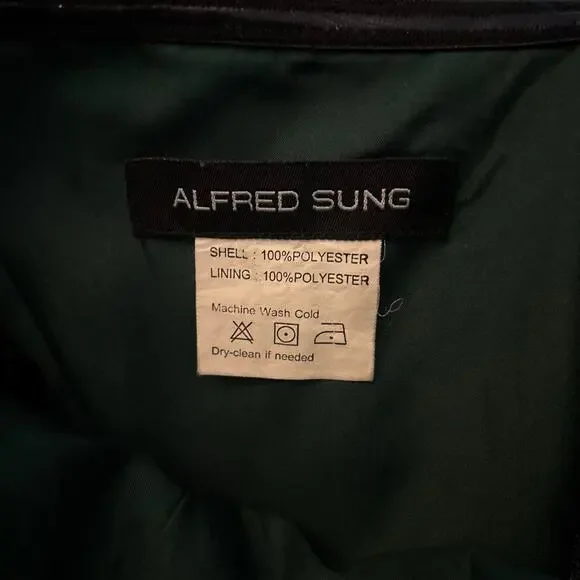 ALFRED SUNG
SHELL : 100%POLYESTER
LINING : 100%POLYESTER
Machine Wash Cold
Dry-clean if needed